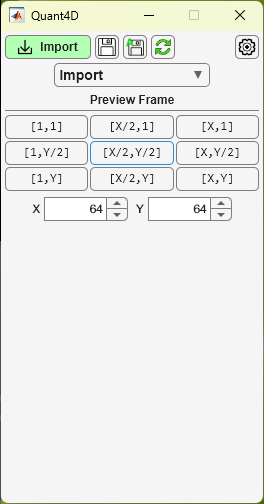 Quant4D
Import
Import
Preview Frame
[1,1] [X/2,1] [X,1]
[1,Y/2] [X/2,Y/2] [X,Y/2]
[1,Y] [X/2,Y] [X,Y]
X 64 Y 64